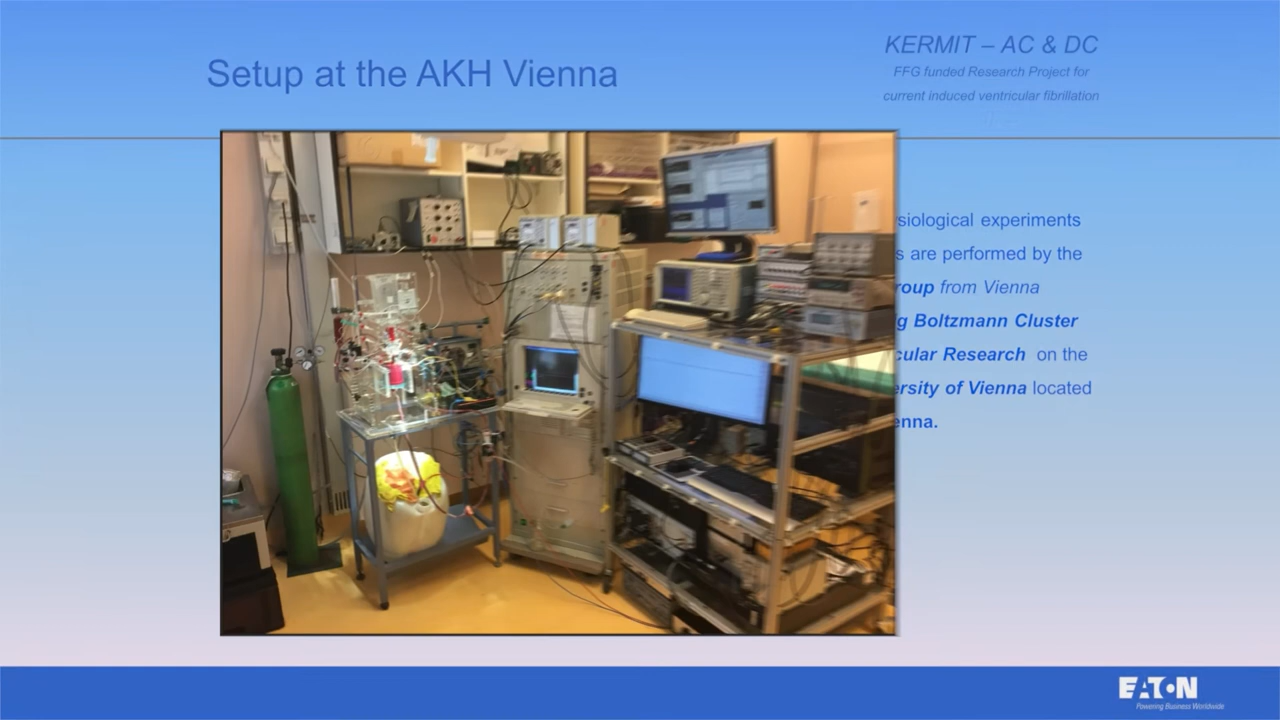 KERMIT – AC & DC
Setup at the AKH Vienna
FFG funded Research Project for
current induced ventricular fibrillation
siological experiments
s are performed by the
roup from Vienna
g Boltzmann Cluster
cular Research on the
ersity of Vienna located
enna.
EATON
Powering Business Worldwide